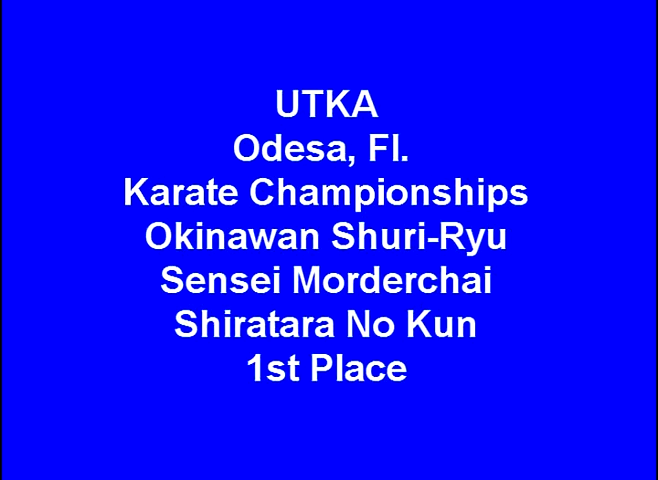 UTKA
Odesa, Fl.
Karate Championships
Okinawan Shuri-Ryu
Sensei Morderchai
Shiratara No Kun
1st Place